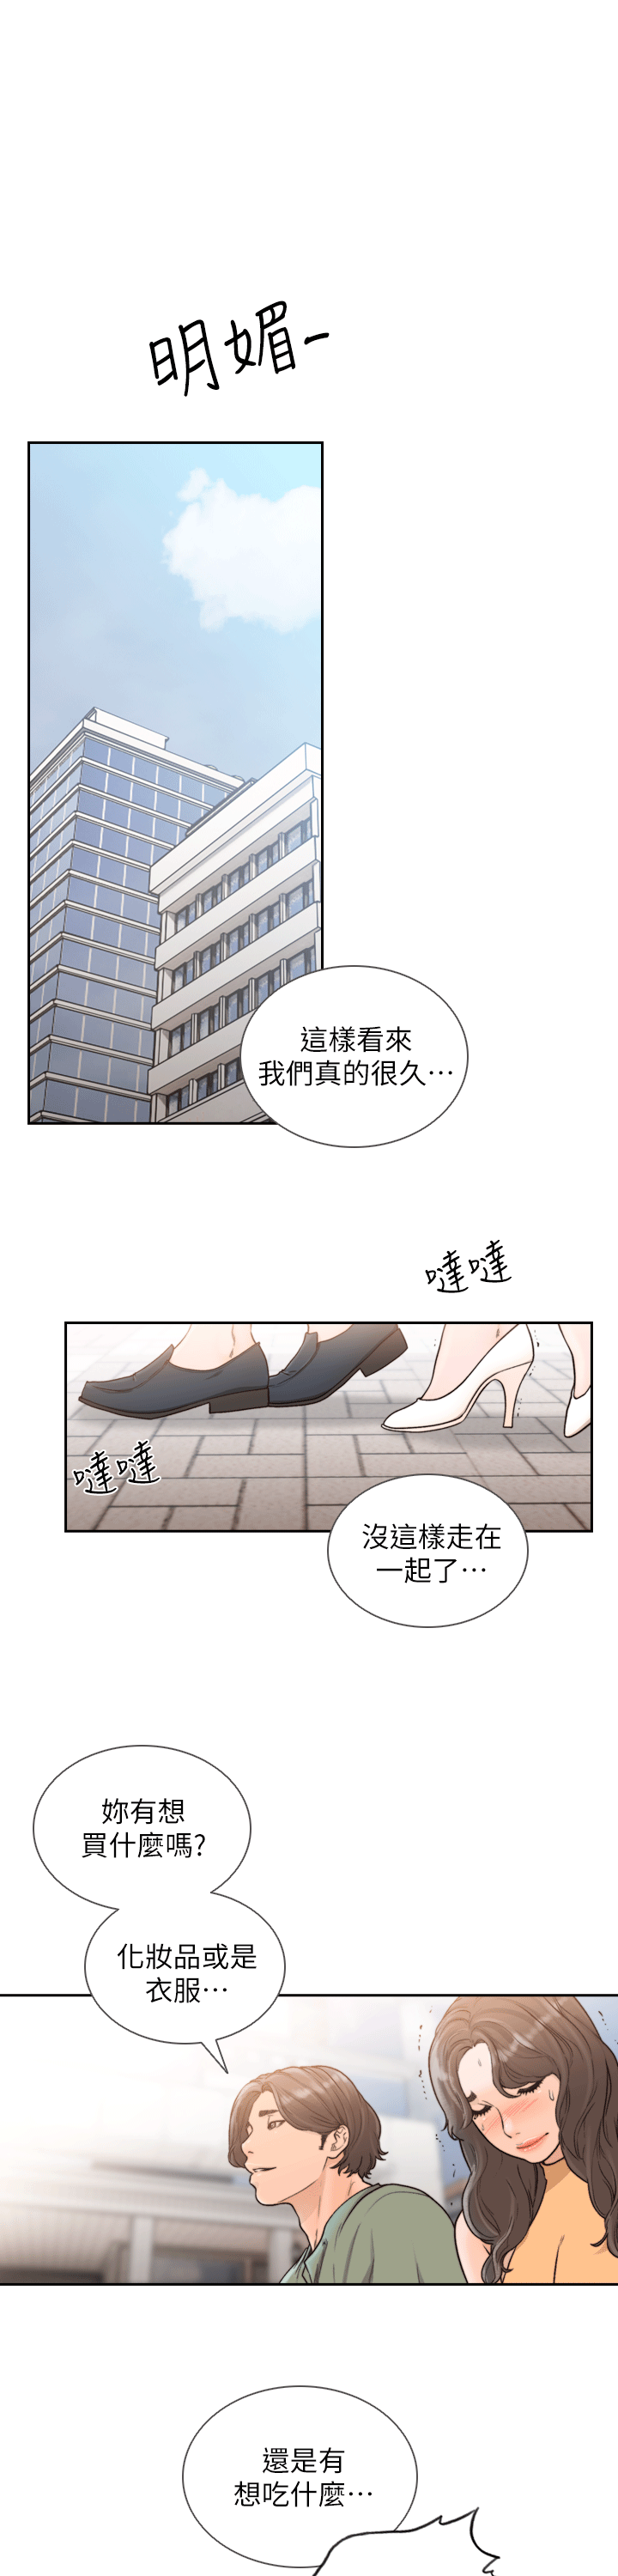 明媚-
這樣看來
我們真的很久…
噠噠
噠噠
沒這樣走在
一起了…
妳有想
買什麼嗎?
化妝品或是
衣服…
還是有
想吃什麼…